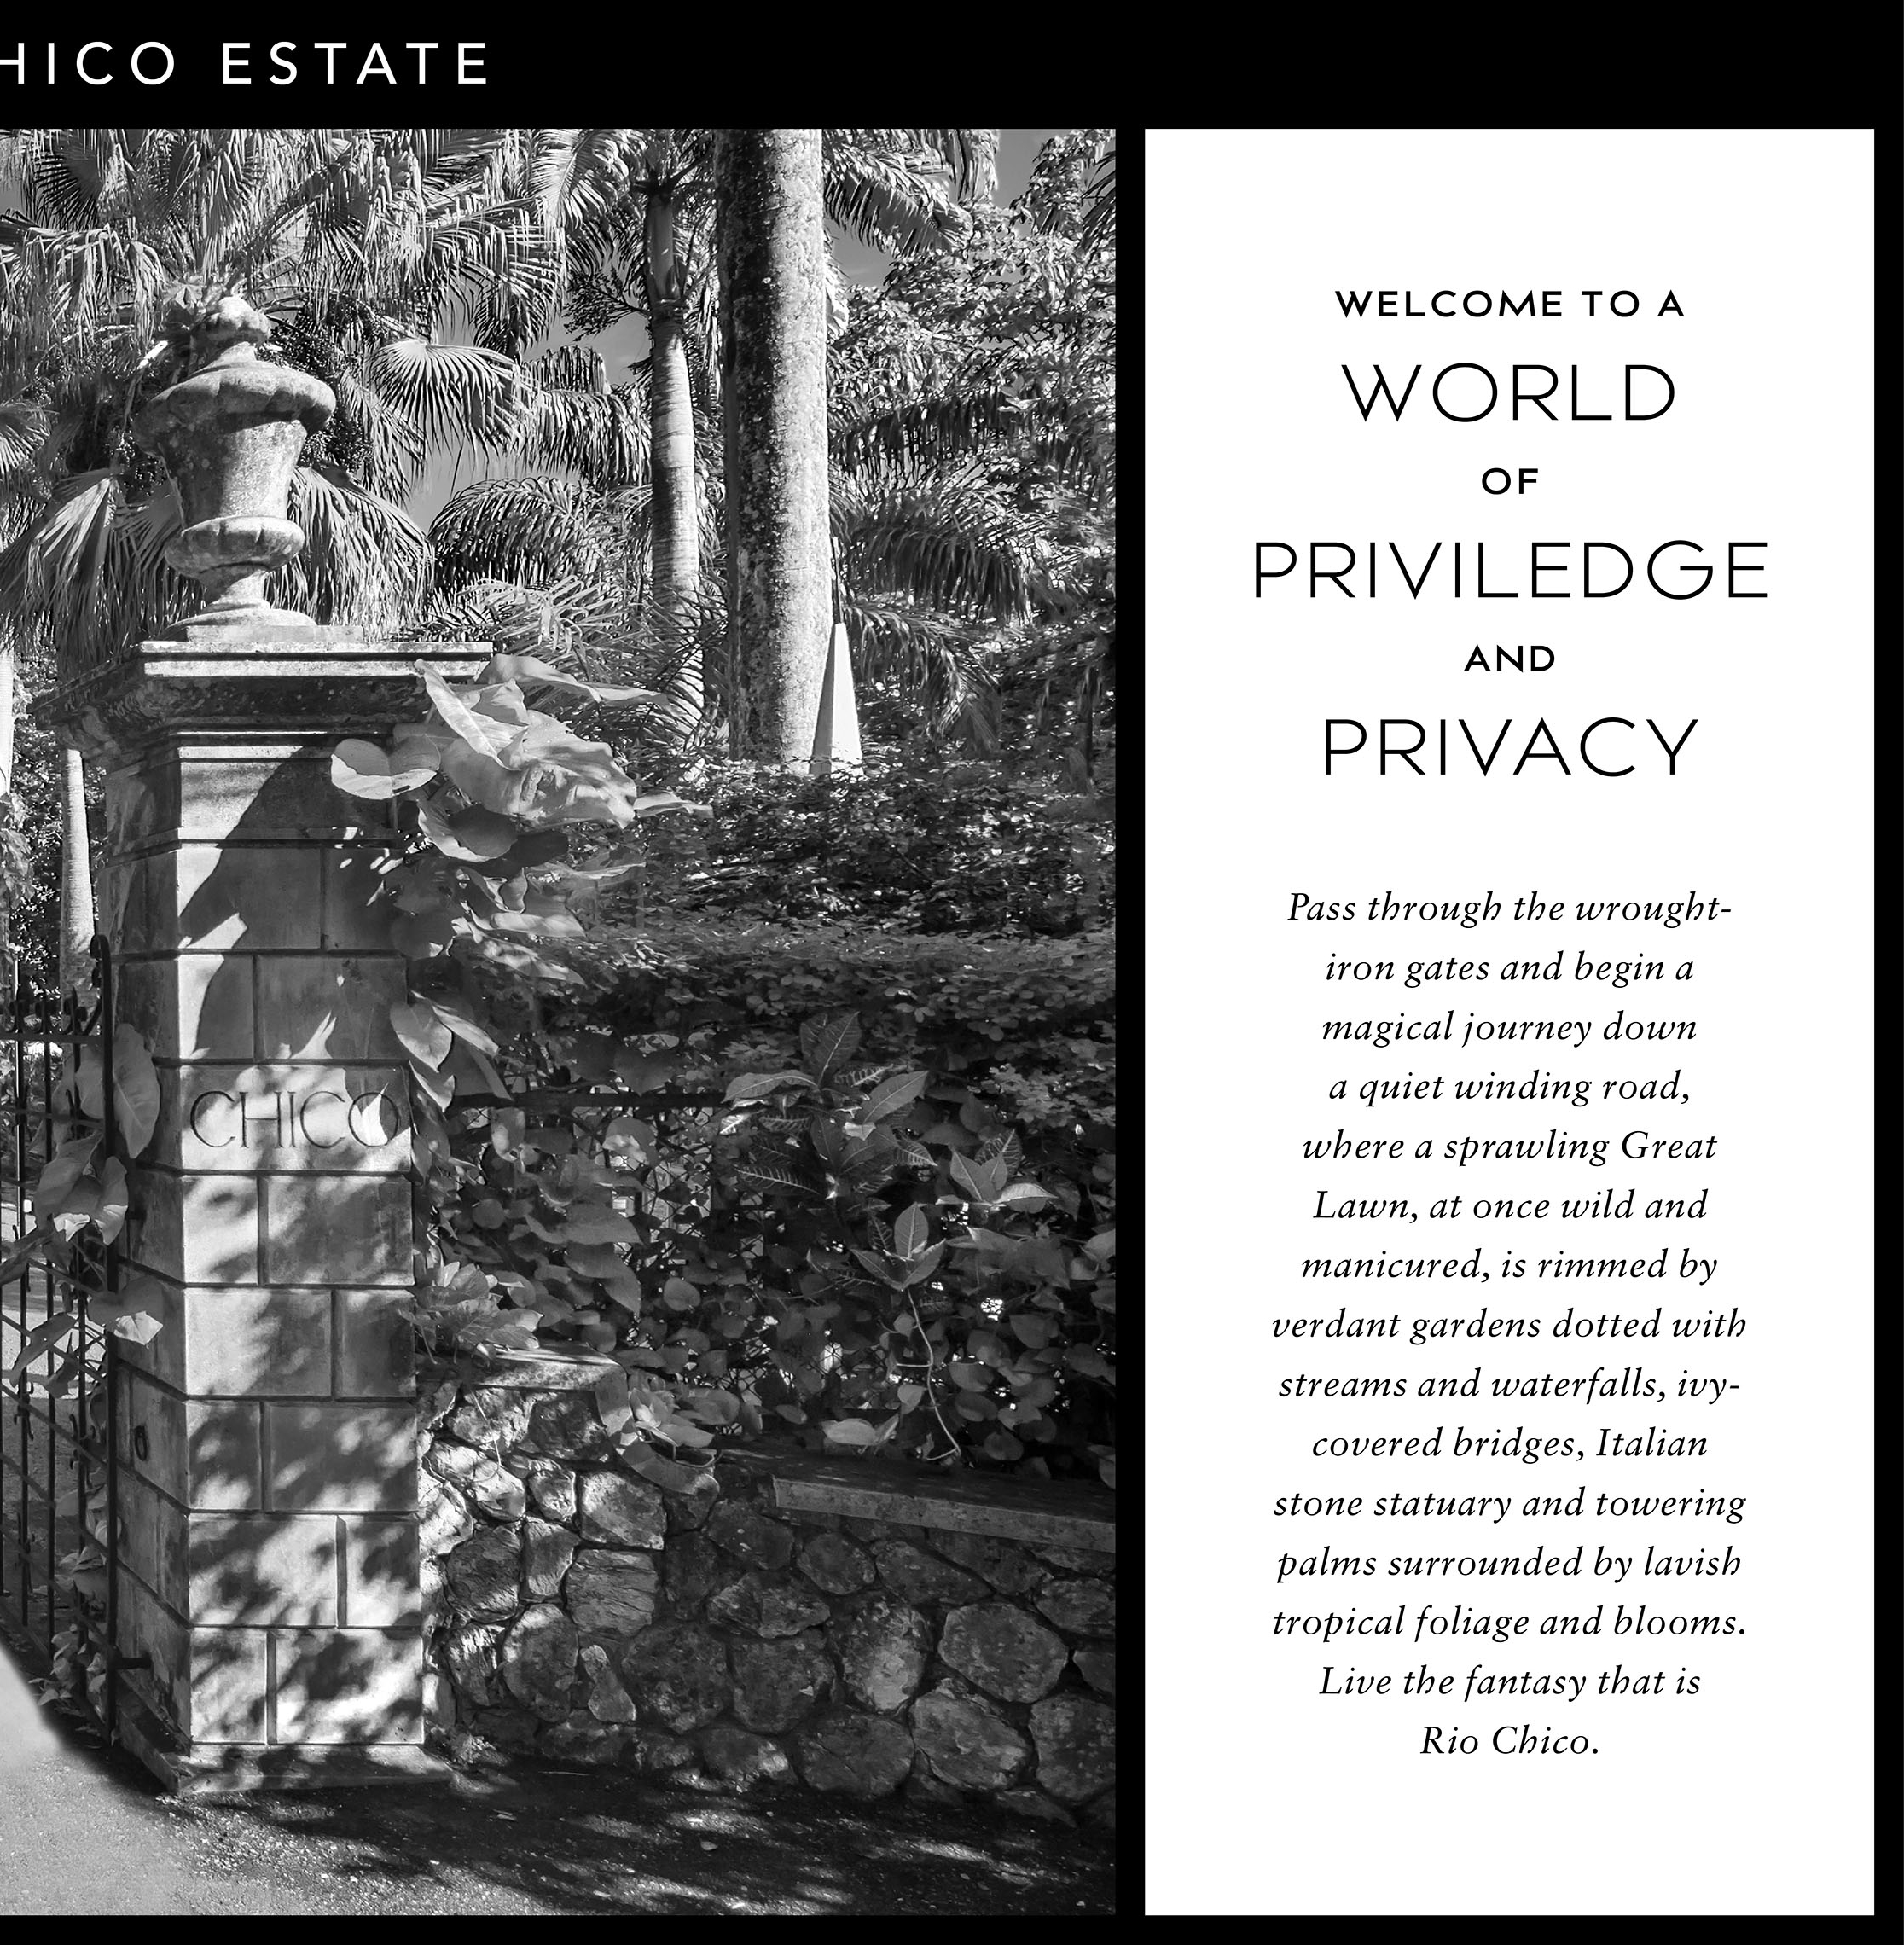 HICO ESTATE
CHICO
WELCOME TO A
WORLD
OF
PRIVILEDGE
AND
PRIVACY
Pass through the wrought-
iron gates and begin a
magical journey down
a quiet winding road,
where a sprawling Great
Lawn, at once wild and
manicured, is rimmed by
verdant gardens dotted with
streams and waterfalls, ivy-
covered bridges, Italian
stone statuary and towering
palms surrounded by lavish
tropical foliage and blooms.
Live the fantasy that is
Rio Chico.